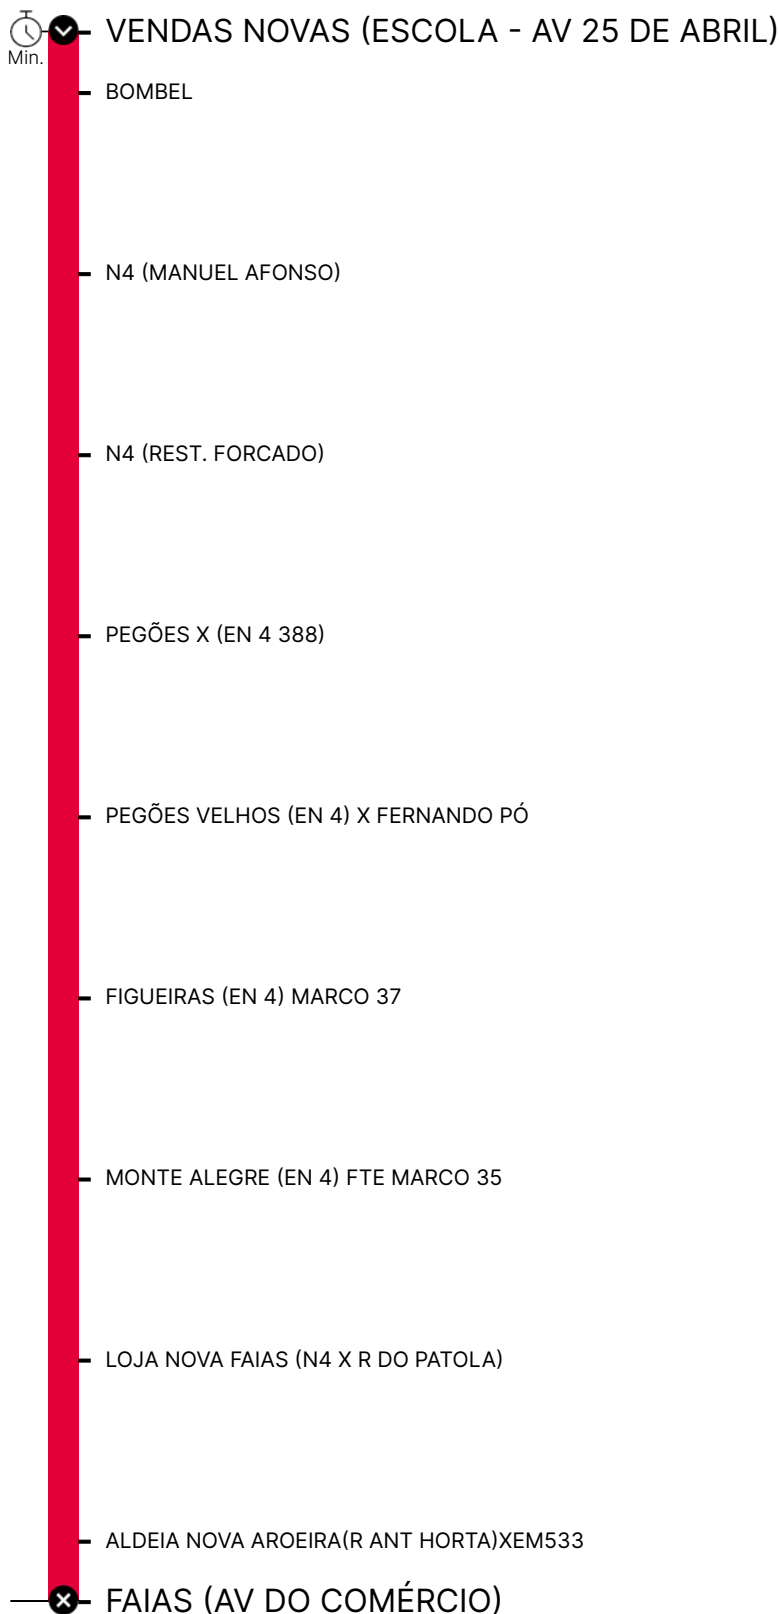 VENDAS NOVAS (ESCOLA - AV 25 DE ABRIL)
Min.
BOMBEL
N4 (MANUEL AFONSO)
N4 (REST. FORCADO)
PEGÕES X (EN 4 388)
PEGÕES VELHOS (EN 4) X FERNANDO PÓ
FIGUEIRAS (EN 4) MARCO 37
MONTE ALEGRE (EN 4) FTE MARCO 35
LOJA NOVA FAIAS (N4 X R DO PATOLA)
ALDEIA NOVA AROEIRA(R ANT HORTA)XEM533
FAIAS (AV DO COMÉRCIO)